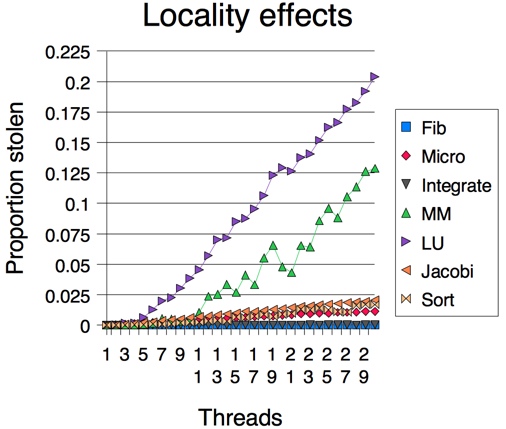 Locality effects
Proportion stolen
0.225
0.2
0.175
0.15
0.125
0.1
0.075
0.05
0.025
0
1 3 5 7 9 1 1 1 1 1 2 2 2 2 2
1 3 5 7 9 1 3 5 7 9
Threads
Fib
Micro
Integrate
MM
LU
Jacobi
Sort